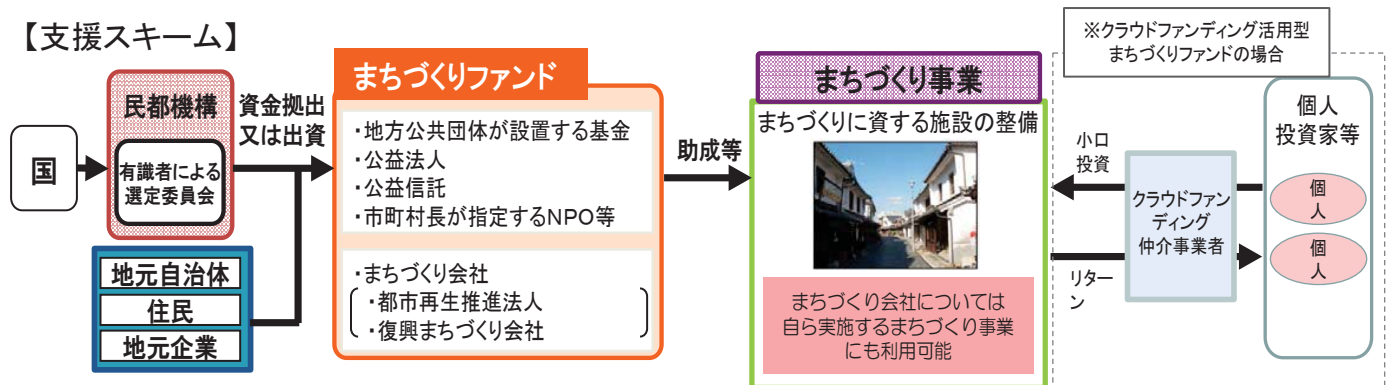 【支援スキーム】
国
民都機構
有識者による
選定委員会
資金拠出
又は出資
地元自治体
住民
地元企業
まちづくりファンド
・地方公共団体が設置する基金
・公益法人
・公益信託
・市町村長が指定するNPO等
・まちづくり会社
・都市再生推進法人
・復興まちづくり会社
助成等
まちづくり事業
まちづくりに資する施設の整備
まちづくり会社については
自ら実施するまちづくり事業
にも利用可能
※クラウドファンディング活用型
まちづくりファンドの場合
小口
投資
リター
ン
クラウドファン
ディング
仲介事業者
個人
投資家等
個
人
個
人